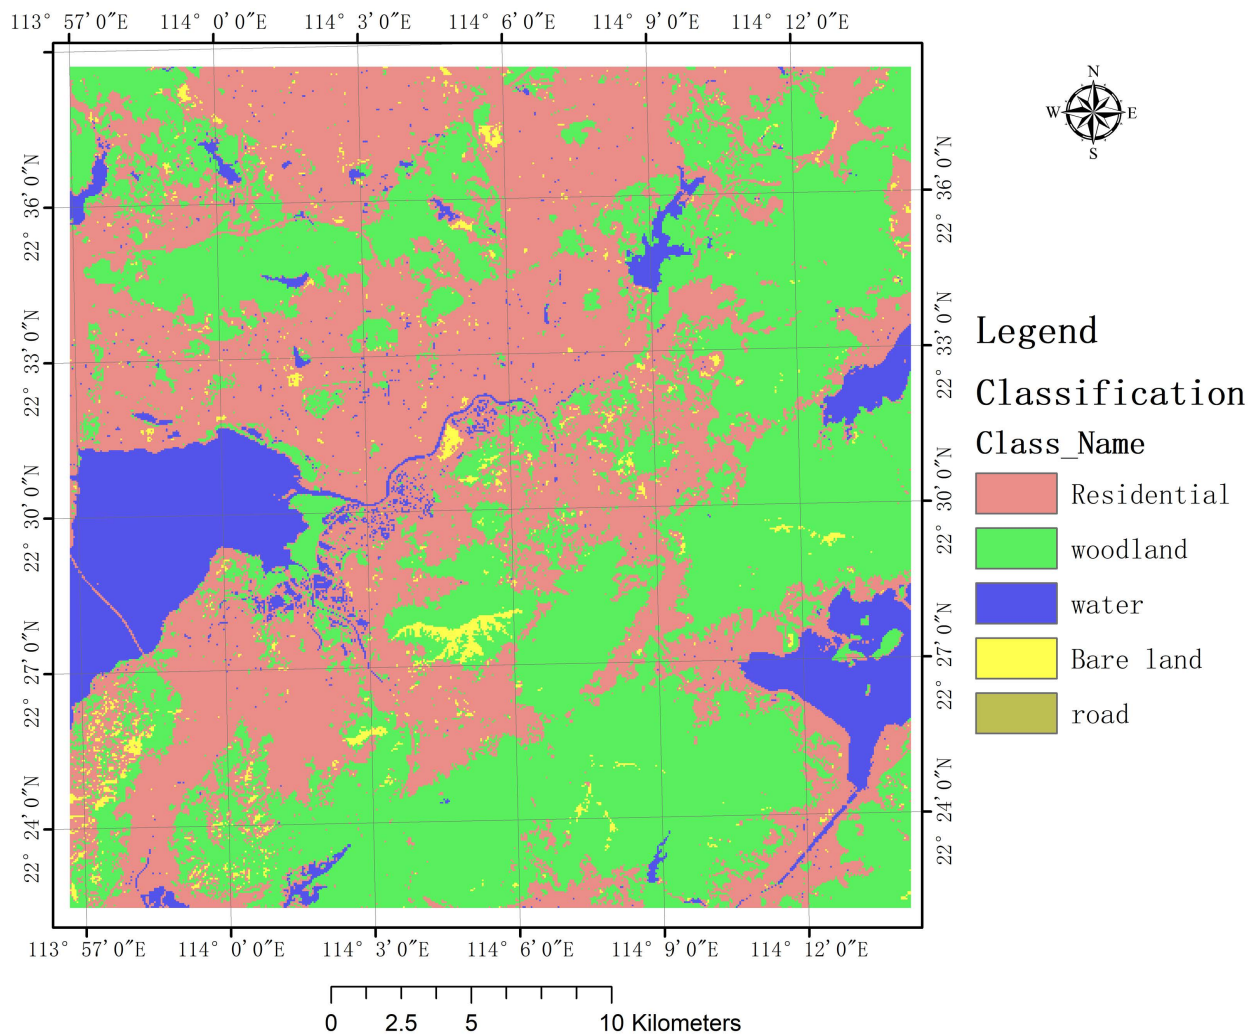 113° 57′0″E 114° 0′0″E 114° 3′0″E 114° 6′0″E 114° 9′0″E 114° 12′0″E
N
W E
S
22° 36′0″N
22° 33′0″N
22° 30′0″N
22° 27′0″N
22° 24′0″N
22° 36′0″N
22° 33′0″N
22° 30′0″N
22° 27′0″N
22° 24′0″N
Legend
Classification
Class_Name
Residential
woodland
water
Bare land
road
113° 57′0″E 114° 0′0″E 114° 3′0″E 114° 6′0″E 114° 9′0″E 114° 12′0″E
0 2.5 5 10 Kilometers